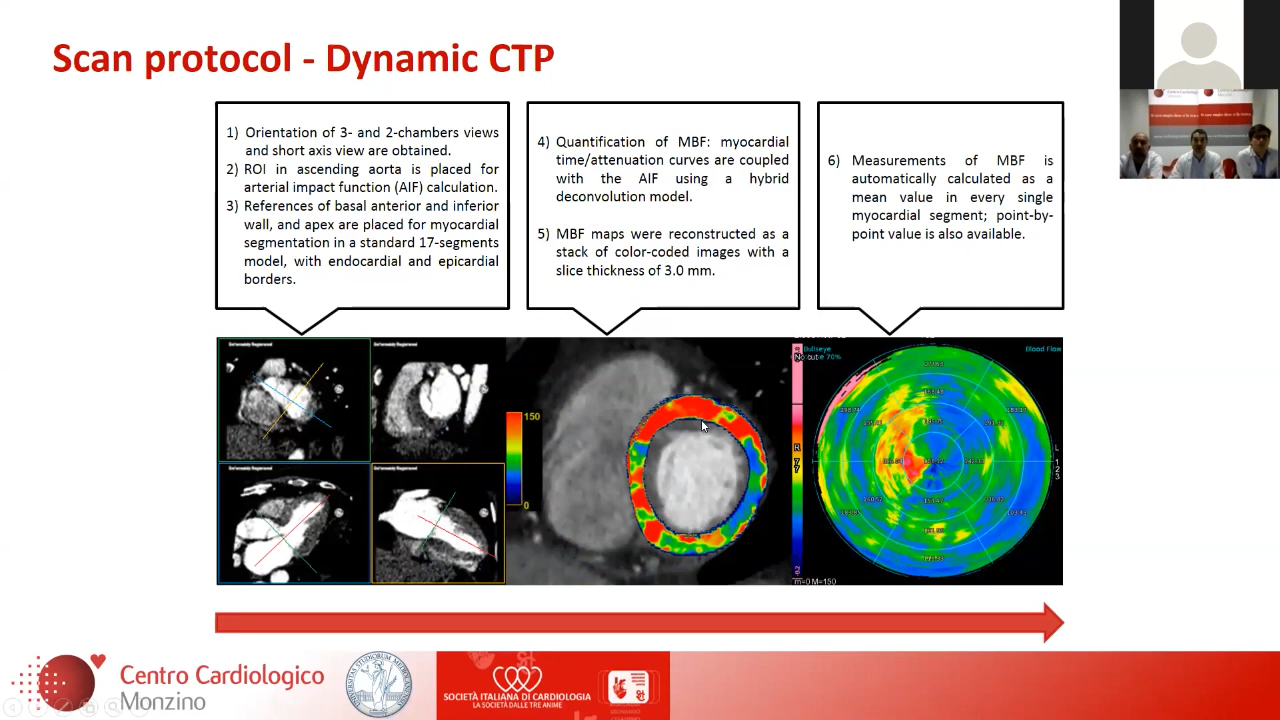 Scan protocol - Dynamic CTP
1) Orientation of 3- and 2-chambers views
and short axis view are obtained.
2) ROI in ascending aorta is placed for
arterial impact function (AIF) calculation.
3) References of basal anterior and inferior
wall, and apex are placed for myocardial
segmentation in a standard 17-segments
model, with endocardial and epicardial
borders.
4) Quantification of MBF: myocardial
time/attenuation curves are coupled
with the AIF using a hybrid
deconvolution model.
5) MBF maps were reconstructed as a
stack of color-coded images with a
slice thickness of 3.0 mm.
6) Measurements of MBF is
automatically calculated as a
mean value in every single
myocardial segment; point-by-
point value is also available.
150
0
Bullseye
Blood Flow
L
1
2
3
m=0 M=150
Centro Cardiologico
Monzino
SOCIETÀ ITALIANA DI CARDIOLOGIA
LA SOCIETÀ DALLE TRE ANIME